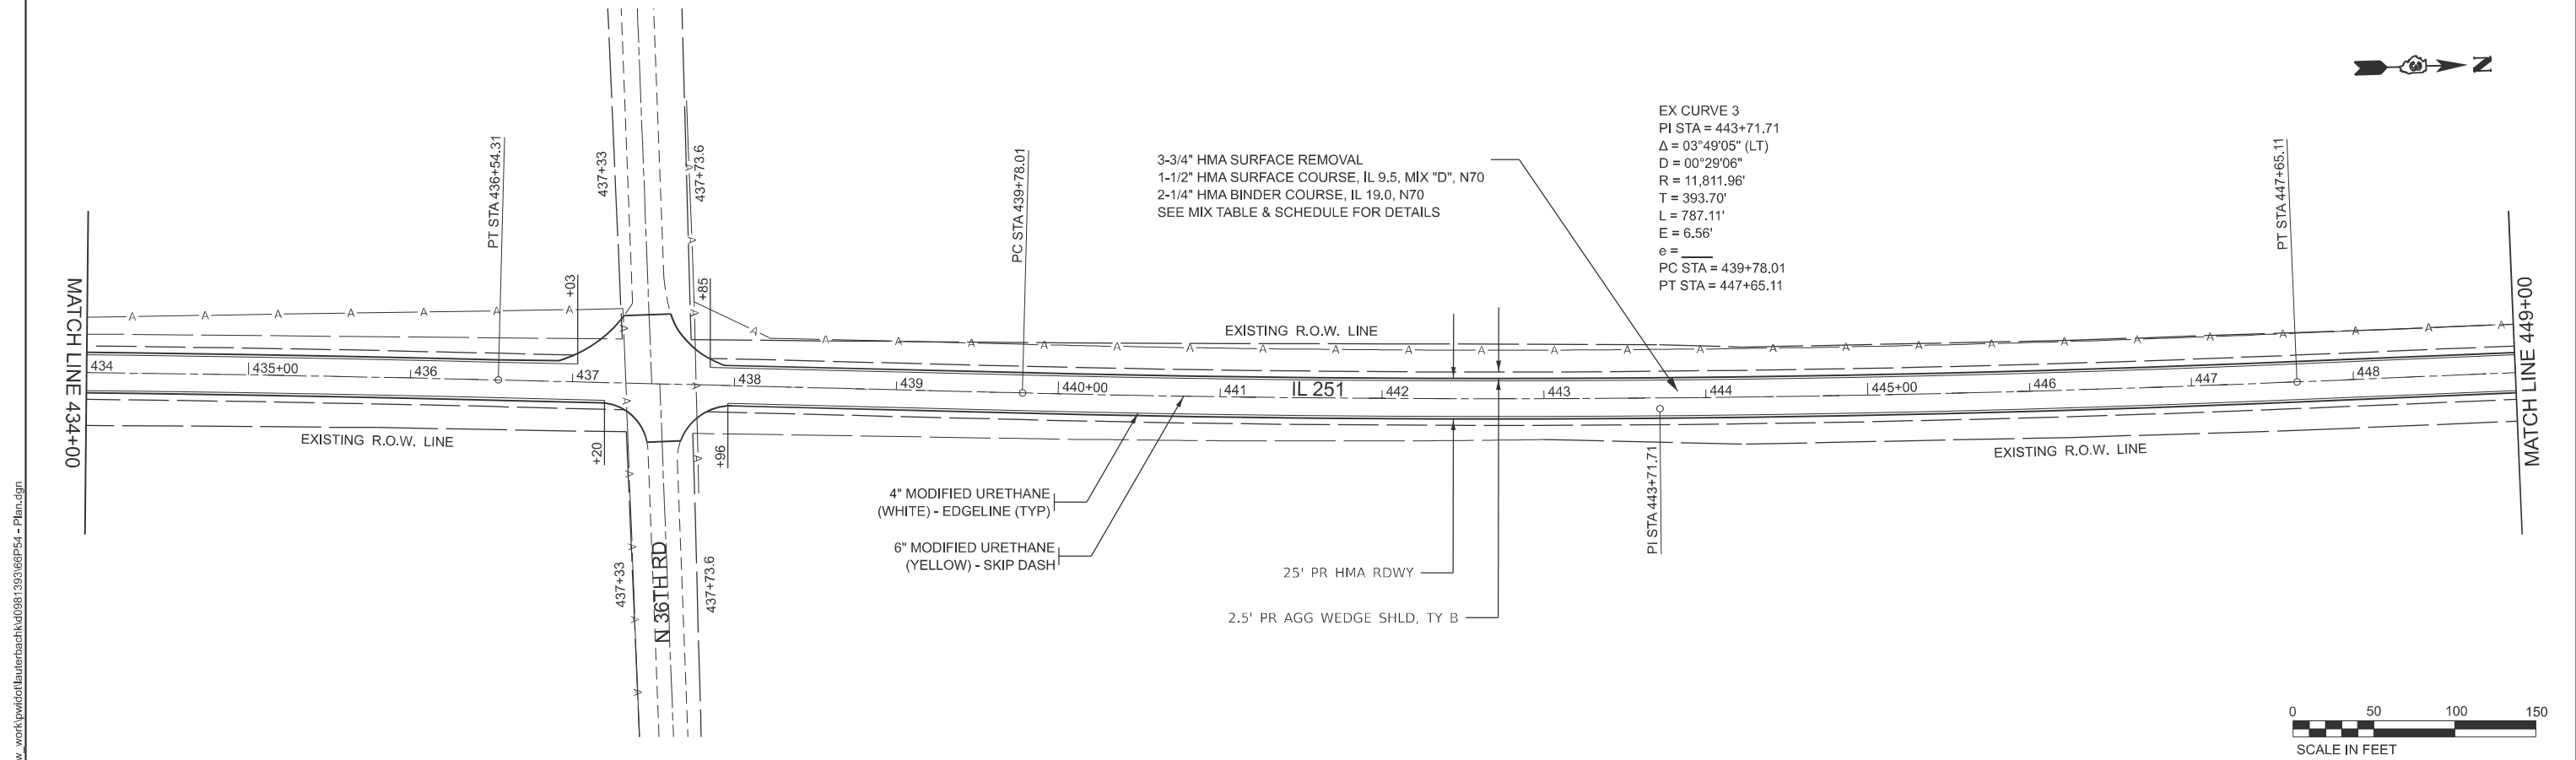 N
EX CURVE 3
PI STA = 443+71.71
Δ = 03°49'05" (LT)
D = 00°29'06"
R = 11,811.96'
T = 393.70'
L = 787.11'
E = 6.56'
e = ____
PC STA = 439+78.01
PT STA = 447+65.11
3-3/4" HMA SURFACE REMOVAL
1-1/2" HMA SURFACE COURSE, IL 9.5, MIX "D", N70
2-1/4" HMA BINDER COURSE, IL 19.0, N70
SEE MIX TABLE & SCHEDULE FOR DETAILS
PT STA 436+54.31
437+33
437+73.6
PC STA 439+78.01
PT STA 447+65.11
MATCH LINE 434+00
+03
+85
EXISTING R.O.W. LINE
A A A A A A A
A A A A A A A A A A A A A A A A A A A A A A A A A
434
435+00
436
437
438
439
440+00
441
IL 251
442
443
444
445+00
446
447
448
MATCH LINE 449+00
EXISTING R.O.W. LINE
+20
+96
EXISTING R.O.W. LINE
PI STA 443+71.71
4" MODIFIED URETHANE
(WHITE) - EDGELINE (TYP)
6" MODIFIED URETHANE
(YELLOW) - SKIP DASH
25' PR HMA RDWY
2.5' PR AGG WEDGE SHLD, TY B
437+33
N 36TH RD
437+73.6
0 50 100 150
SCALE IN FEET
w_work\pwidot\lauterbachk\d0981393\66P54 - Plan.dgn